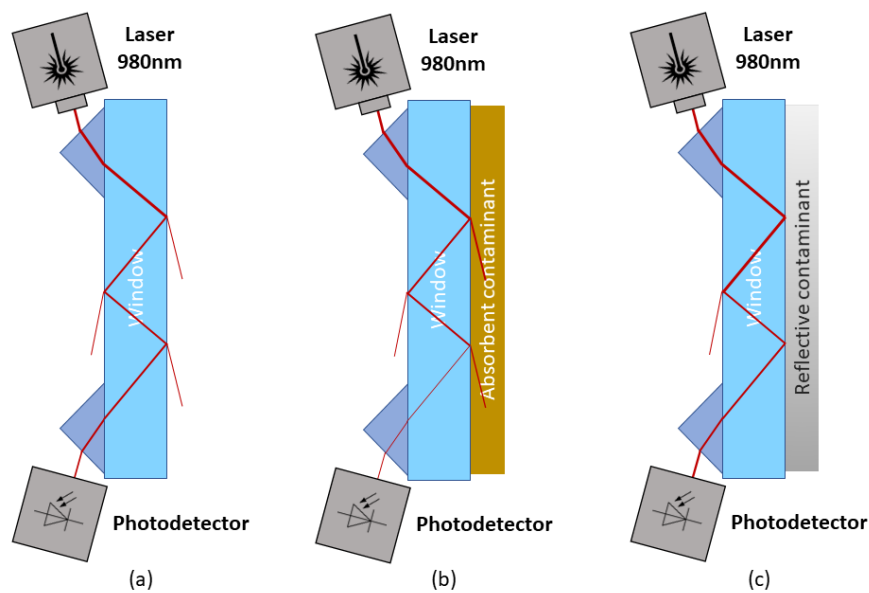 Laser
980nm
Window
Photodetector
(a)
Laser
980nm
Window
Absorbent contaminant
Photodetector
(b)
Laser
980nm
Window
Reflective contaminant
Photodetector
(c)